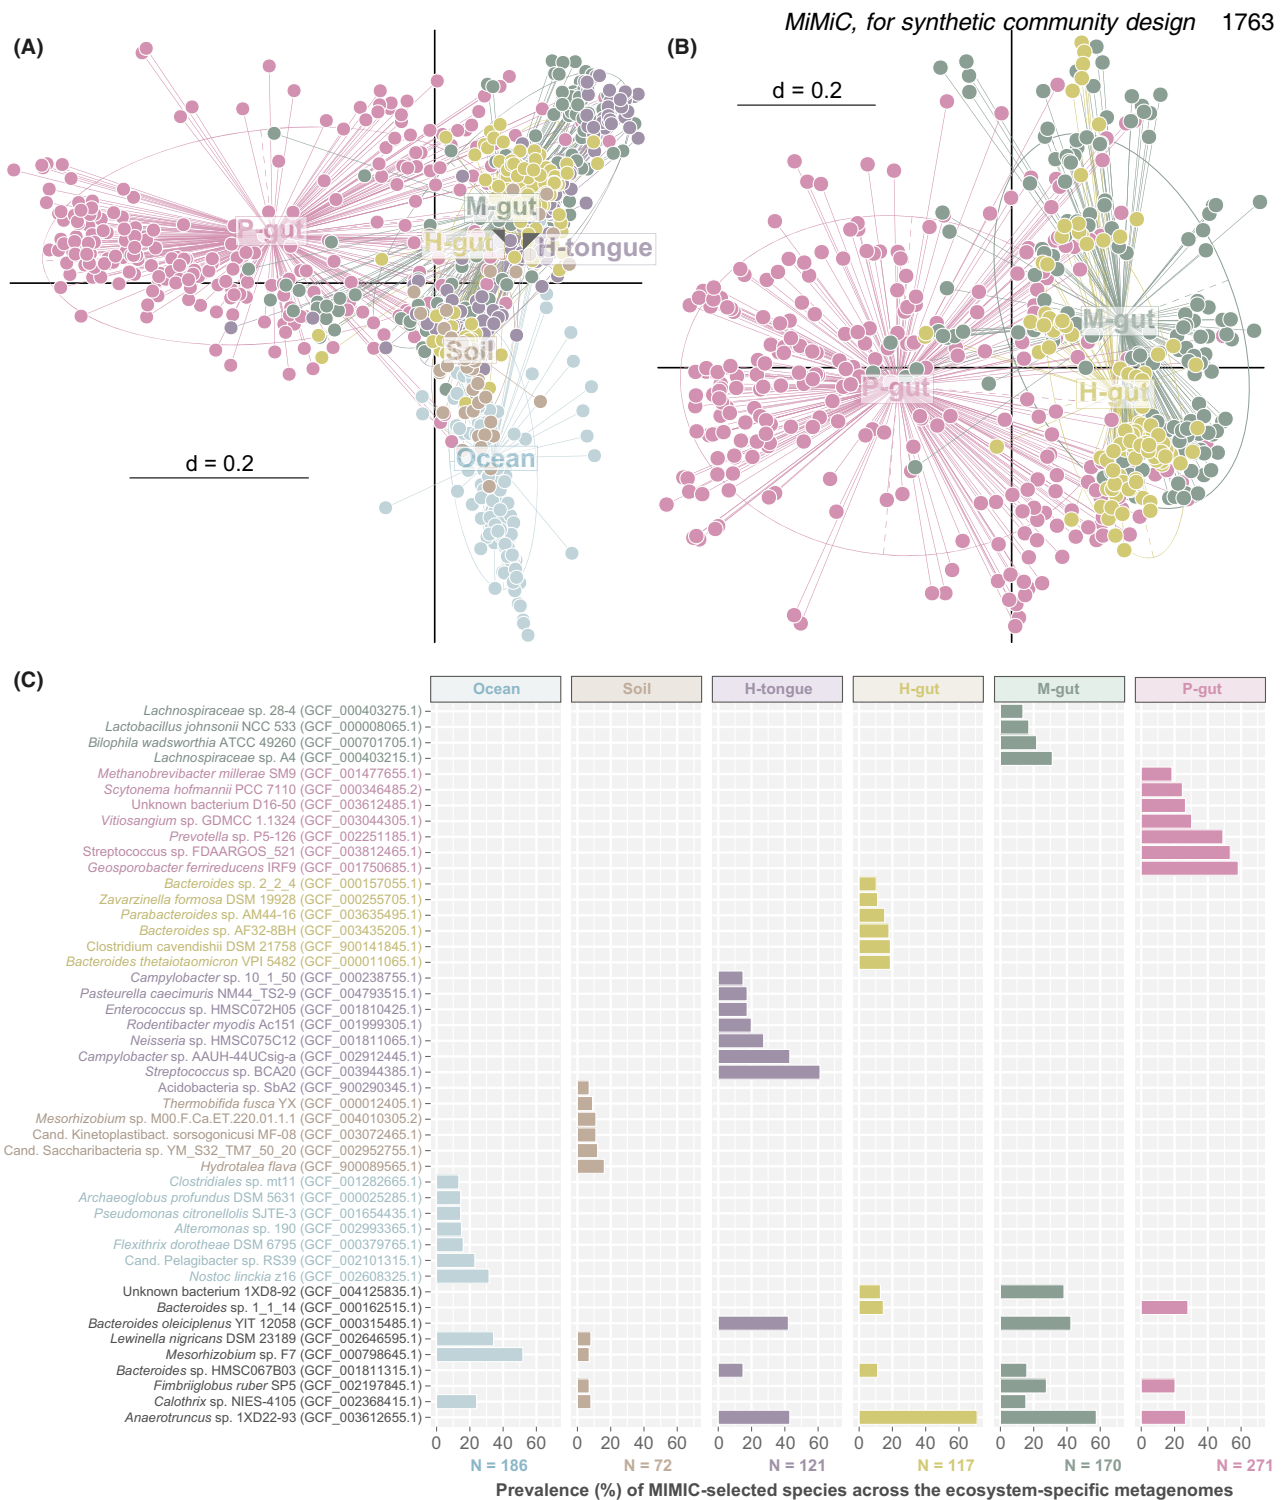 MiMiC, for synthetic community design 1763
(A)
d = 0.2
P-gut
M-gut
H-gut
H-tongue
Soil
Ocean
(B)
d = 0.2
M-gut
P-gut
H-gut
(C)
Ocean Soil H-tongue H-gut M-gut P-gut
Lachnospiraceae sp. 28-4 (GCF_000403275.1)
Lactobacillus johnsonii NCC 533 (GCF_000008065.1)
Bilophila wadsworthia ATCC 49260 (GCF_000701705.1)
Lachnospiraceae sp. A4 (GCF_000403215.1)
Methanobrevibacter millerae SM9 (GCF_001477655.1)
Scytonema hofmannii PCC 7110 (GCF_000346485.2)
Unknown bacterium D16-50 (GCF_003612485.1)
Vitiosangium sp. GDMCC 1.1324 (GCF_003044305.1)
Prevotella sp. P5-126 (GCF_002251185.1)
Streptococcus sp. FDAARGOS_521 (GCF_003812465.1)
Geosporobacter ferrireducens IRF9 (GCF_001750685.1)
Bacteroides sp. 2_2_4 (GCF_000157055.1)
Zavarzinella formosa DSM 19928 (GCF_000255705.1)
Parabacteroides sp. AM44-16 (GCF_003635495.1)
Bacteroides sp. AF32-8BH (GCF_003435205.1)
Clostridium cavendishii DSM 21758 (GCF_900141845.1)
Bacteroides thetaiotaomicron VPI 5482 (GCF_000011065.1)
Campylobacter sp. 10_1_50 (GCF_000238755.1)
Pasteurella caecimuris NM44_TS2-9 (GCF_004793515.1)
Enterococcus sp. HMSC072H05 (GCF_001810425.1)
Rodentibacter myodis Ac151 (GCF_001999305.1)
Neisseria sp. HMSC075C12 (GCF_001811065.1)
Campylobacter sp. AAUH-44UCsig-a (GCF_002912445.1)
Streptococcus sp. BCA20 (GCF_003944385.1)
Acidobacteria sp. SbA2 (GCF_900290345.1)
Thermobifida fusca YX (GCF_000012405.1)
Mesorhizobium sp. M00.F.Ca.ET.220.01.1.1 (GCF_004010305.2)
Cand. Kinetoplastibact. sorsogonicusi MF-08 (GCF_003072465.1)
Cand. Saccharibacteria sp. YM_S32_TM7_50_20 (GCF_002952755.1)
Hydrotalea flava (GCF_900089565.1)
Clostridiales sp. mt11 (GCF_001282665.1)
Archaeoglobus profundus DSM 5631 (GCF_000025285.1)
Pseudomonas citronellolis SJTE-3 (GCF_001654435.1)
Alteromonas sp. 190 (GCF_002993365.1)
Flexithrix dorotheae DSM 6795 (GCF_000379765.1)
Cand. Pelagibacter sp. RS39 (GCF_002101315.1)
Nostoc linckia z16 (GCF_002608325.1)
Unknown bacterium 1XD8-92 (GCF_004125835.1)
Bacteroides sp. 1_1_14 (GCF_000162515.1)
Bacteroides oleiciplenus YIT 12058 (GCF_000315485.1)
Lewinella nigricans DSM 23189 (GCF_002646595.1)
Mesorhizobium sp. F7 (GCF_000798645.1)
Bacteroides sp. HMSC067B03 (GCF_001811315.1)
Fimbriiglobus ruber SP5 (GCF_002197845.1)
Calothrix sp. NIES-4105 (GCF_002368415.1)
Anaerotruncus sp. 1XD22-93 (GCF_003612655.1)
0 20 40 60 0 20 40 60 0 20 40 60 0 20 40 60 0 20 40 60 0 20 40 60
N = 186 N = 72 N = 121 N = 117 N = 170 N = 271
Prevalence (%) of MIMIC-selected species across the ecosystem-specific metagenomes